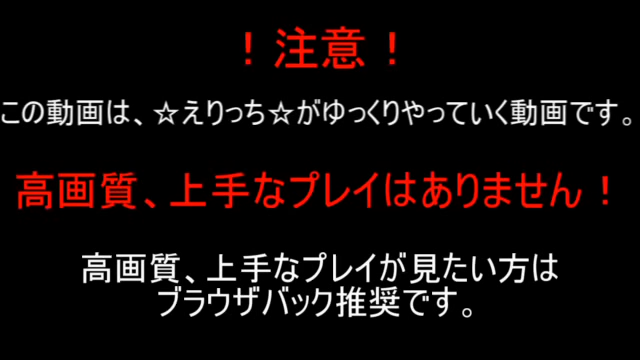 ！注意！
この動画は、☆えりっち☆がゆっくりやっていく動画です。
高画質、上手なプレイはありません！
高画質、上手なプレイが見たい方は
ブラウザバック推奨です。